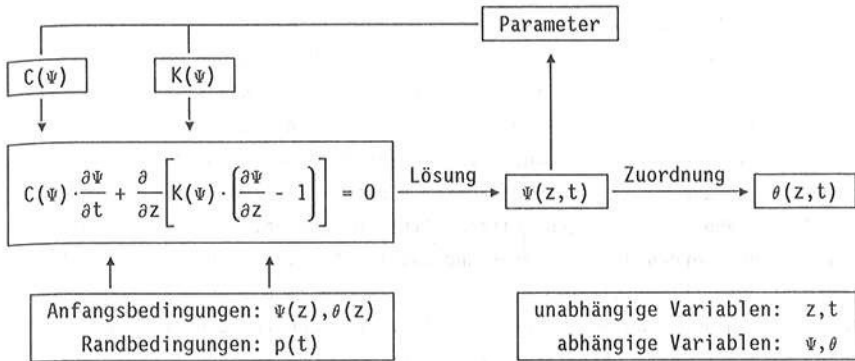 Parameter
C(Ψ) K(Ψ)
C(Ψ)·∂Ψ/∂t + ∂/∂z[K(Ψ)·(∂Ψ/∂z - 1)] = 0
Lösung
Ψ(z,t)
Zuordnung
θ(z,t)
Anfangsbedingungen: Ψ(z),θ(z)
Randbedingungen: p(t)
unabhängige Variablen: z,t
abhängige Variablen: Ψ,θ